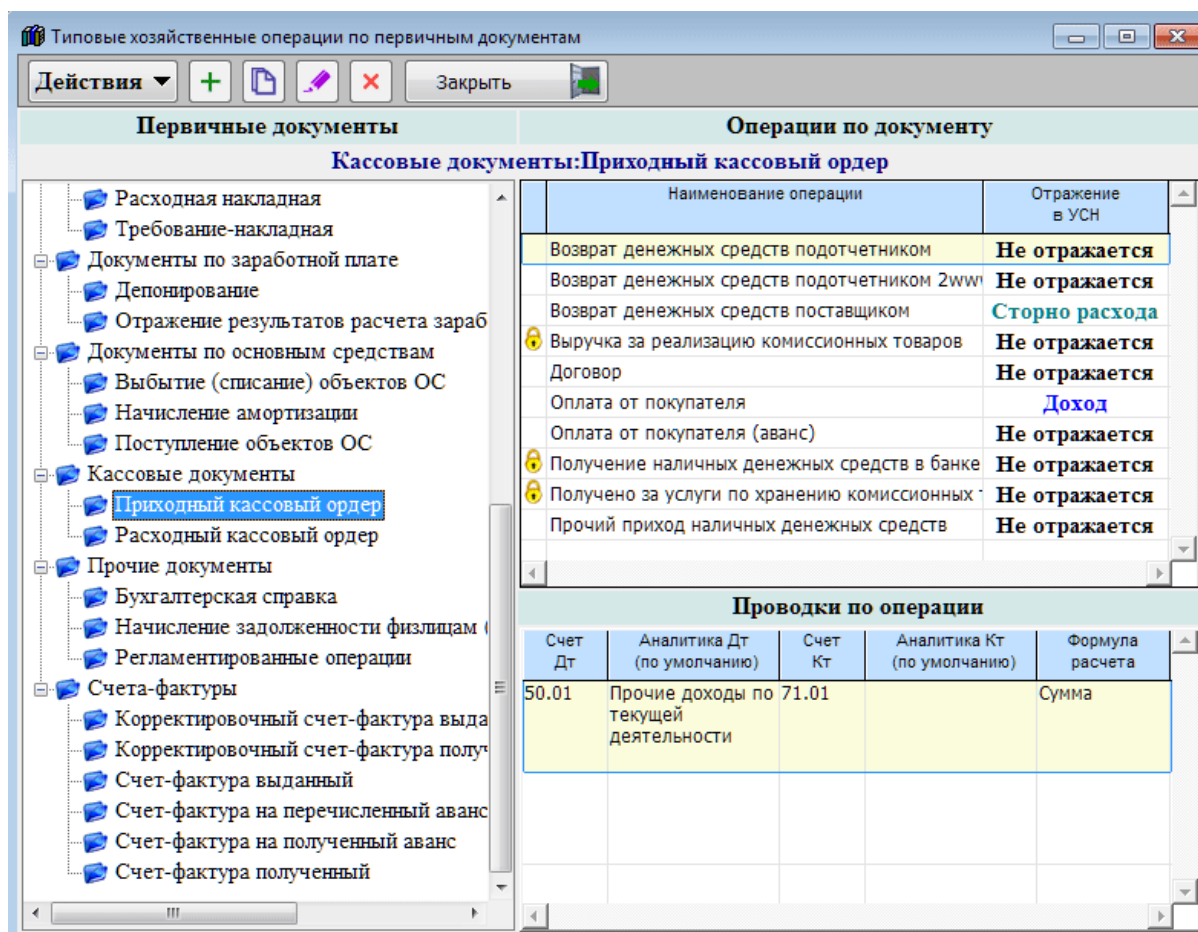 Типовые хозяйственные операции по первичным документам
Действия
Закрыть
Первичные документы
Операции по документу
Кассовые документы:Приходный кассовый ордер
Расходная накладная
Требование-накладная
Документы по заработной плате
Депонирование
Отражение результатов расчета зараб
Документы по основным средствам
Выбытие (списание) объектов ОС
Начисление амортизации
Поступление объектов ОС
Кассовые документы
Приходный кассовый ордер
Расходный кассовый ордер
Прочие документы
Бухгалтерская справка
Начисление задолженности физлицам (
Регламентированные операции
Счета-фактуры
Корректировочный счет-фактура выда
Корректировочный счет-фактура получ
Счет-фактура выданный
Счет-фактура на перечисленный аванс
Счет-фактура на полученный аванс
Счет-фактура полученный
Наименование операции
Отражение
в УСН
Возврат денежных средств подотчетником Не отражается
Возврат денежных средств подотчетником 2www Не отражается
Возврат денежных средств поставщиком Сторно расхода
Выручка за реализацию комиссионных товаров Не отражается
Договор Не отражается
Оплата от покупателя Доход
Оплата от покупателя (аванс) Не отражается
Получение наличных денежных средств в банке Не отражается
Получено за услуги по хранению комиссионных т Не отражается
Прочий приход наличных денежных средств Не отражается
Проводки по операции
Счет
Дт
Аналитика Дт
(по умолчанию)
Счет
Кт
Аналитика Кт
(по умолчанию)
Формула
расчета
50.01
Прочие доходы по
текущей
деятельности
71.01
Сумма